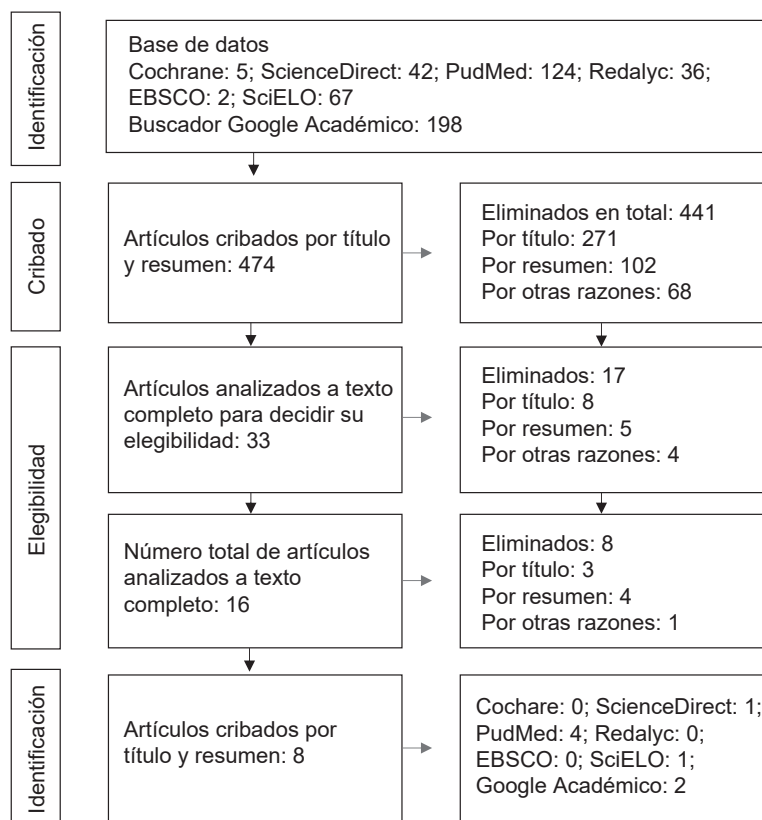 Identificación
Base de datos
Cochrane: 5; ScienceDirect: 42; PudMed: 124; Redalyc: 36;
EBSCO: 2; SciELO: 67
Buscador Google Académico: 198
Cribado
Artículos cribados por título
y resumen: 474
Eliminados en total: 441
Por título: 271
Por resumen: 102
Por otras razones: 68
Elegibilidad
Artículos analizados a texto
completo para decidir su
elegibilidad: 33
Eliminados: 17
Por título: 8
Por resumen: 5
Por otras razones: 4
Número total de artículos
analizados a texto
completo: 16
Eliminados: 8
Por título: 3
Por resumen: 4
Por otras razones: 1
Identificación
Artículos cribados por
título y resumen: 8
Cochare: 0; ScienceDirect: 1;
PudMed: 4; Redalyc: 0;
EBSCO: 0; SciELO: 1;
Google Académico: 2